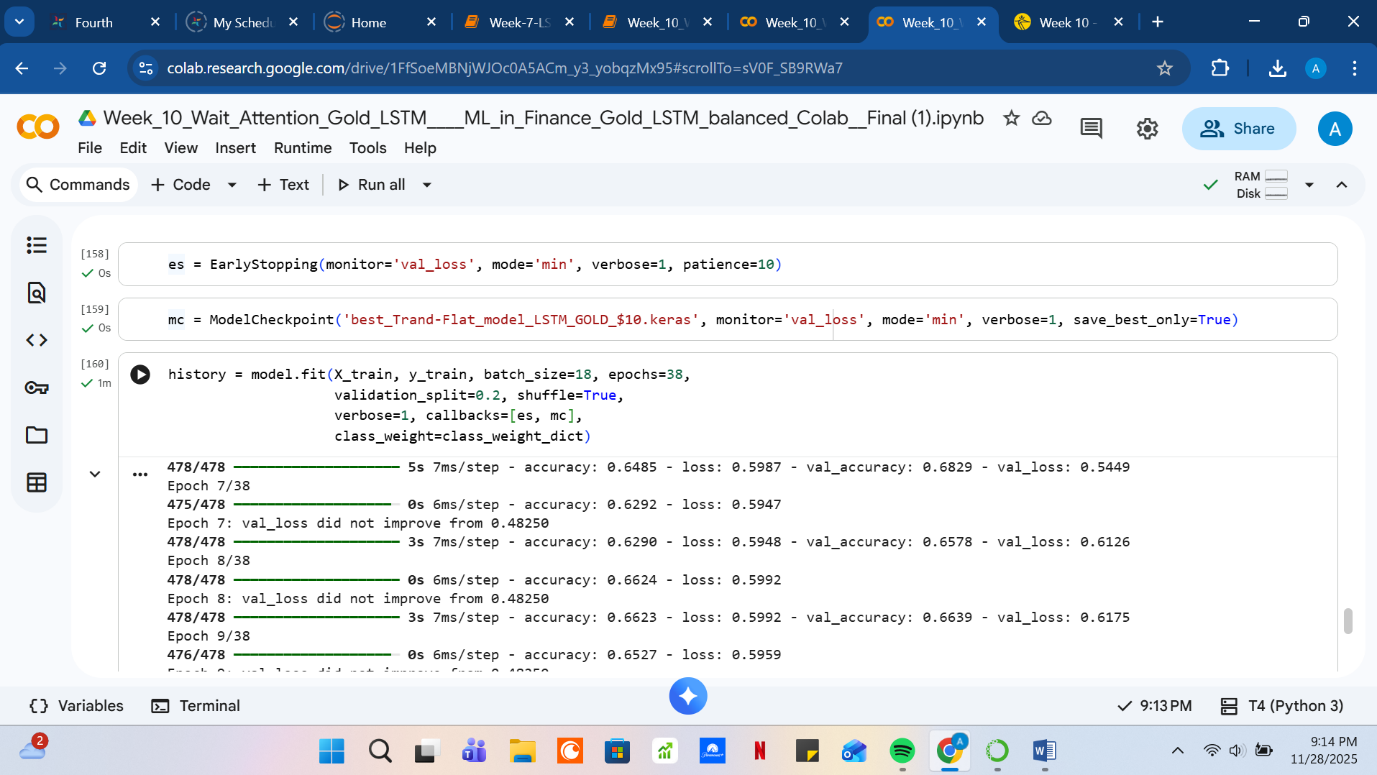 Fourth
My Sched
Home
Week-7-LS
Week_10_
Week_10_
Week_10_
Week 10 -
colab.research.google.com/drive/1FfSoeMBNjWJOc0A5ACm_y3_yobqzMx95#scrollTo=sV0F_SB9RWa7
A
Week_10_Wait_Attention_Gold_LSTM____ML_in_Finance_Gold_LSTM_balanced_Colab__Final (1).ipynb
Share
A
File Edit View Insert Runtime Tools Help
Commands + Code + Text Run all
RAM
Disk
[158]
0s
es = EarlyStopping(monitor='val_loss', mode='min', verbose=1, patience=10)
[159]
0s
mc = ModelCheckpoint('best_Trand-Flat_model_LSTM_GOLD_$10.keras', monitor='val_loss', mode='min', verbose=1, save_best_only=True)
[160]
1m
history = model.fit(X_train, y_train, batch_size=18, epochs=38,
validation_split=0.2, shuffle=True,
verbose=1, callbacks=[es, mc],
class_weight=class_weight_dict)
478/478 5s 7ms/step - accuracy: 0.6485 - loss: 0.5987 - val_accuracy: 0.6829 - val_loss: 0.5449
Epoch 7/38
475/478 0s 6ms/step - accuracy: 0.6292 - loss: 0.5947
Epoch 7: val_loss did not improve from 0.48250
478/478 3s 7ms/step - accuracy: 0.6290 - loss: 0.5948 - val_accuracy: 0.6578 - val_loss: 0.6126
Epoch 8/38
478/478 0s 6ms/step - accuracy: 0.6624 - loss: 0.5992
Epoch 8: val_loss did not improve from 0.48250
478/478 3s 7ms/step - accuracy: 0.6623 - loss: 0.5992 - val_accuracy: 0.6639 - val_loss: 0.6175
Epoch 9/38
476/478 0s 6ms/step - accuracy: 0.6527 - loss: 0.5959
Epoch 9: val_loss did not improve from 0.48250
Variables
Terminal
9:13 PM
T4 (Python 3)
2
9:14 PM
11/28/2025